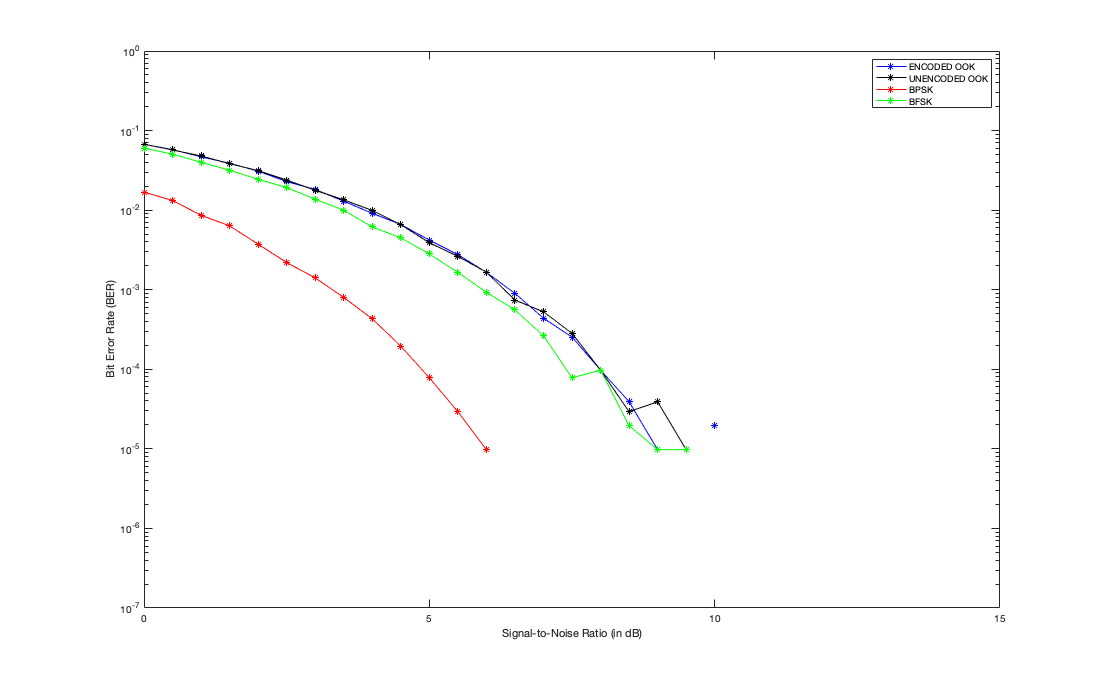 10^0
10^-1
10^-2
10^-3
10^-4
10^-5
10^-6
10^-7
Bit Error Rate (BER)
ENCODED OOK
UNENCODED OOK
BPSK
BFSK
0 5 10 15
Signal-to-Noise Ratio (in dB)